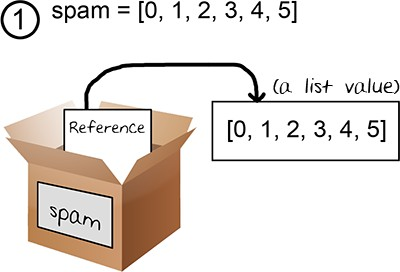 1 spam = [0, 1, 2, 3, 4, 5]
(a list value)
Reference
[0, 1, 2, 3, 4, 5]
spam